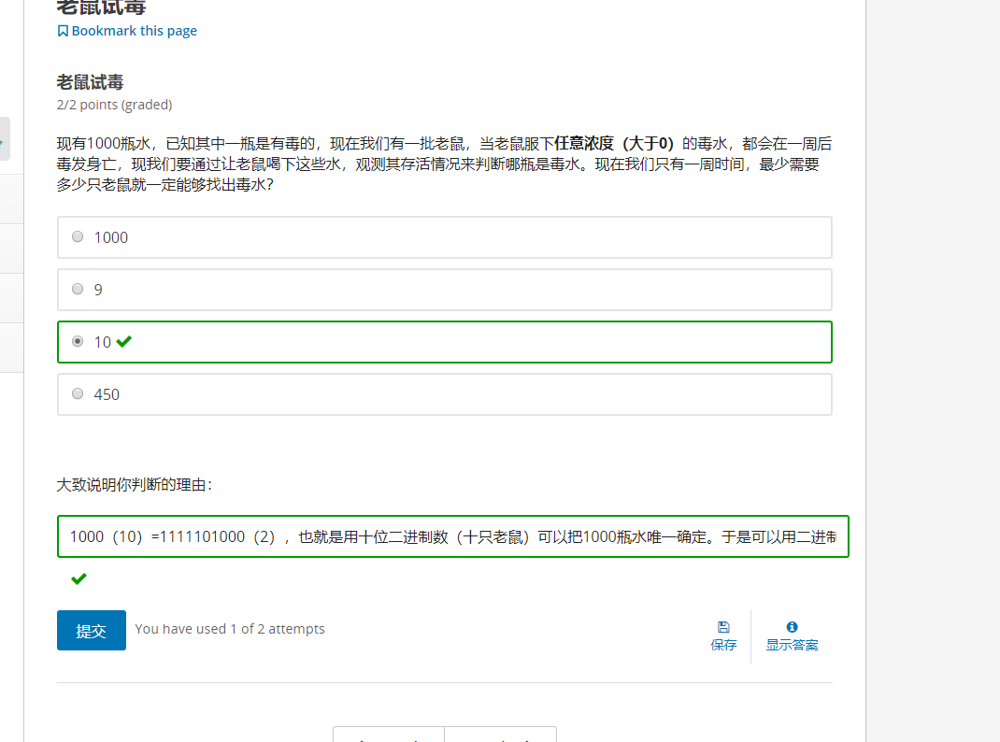 老鼠试毒
Bookmark this page
老鼠试毒
2/2 points (graded)
现有1000瓶水，已知其中一瓶是有毒的，现在我们有一批老鼠，当老鼠服下任意浓度（大于0）的毒水，都会在一周后
毒发身亡，现我们要通过让老鼠喝下这些水，观测其存活情况来判断哪瓶是毒水。现在我们只有一周时间，最少需要
多少只老鼠就一定能够找出毒水？
1000
9
10
450
大致说明你判断的理由：
1000（10）=1111101000（2），也就是用十位二进制数（十只老鼠）可以把1000瓶水唯一确定。于是可以用二进制
提交
You have used 1 of 2 attempts
保存
显示答案